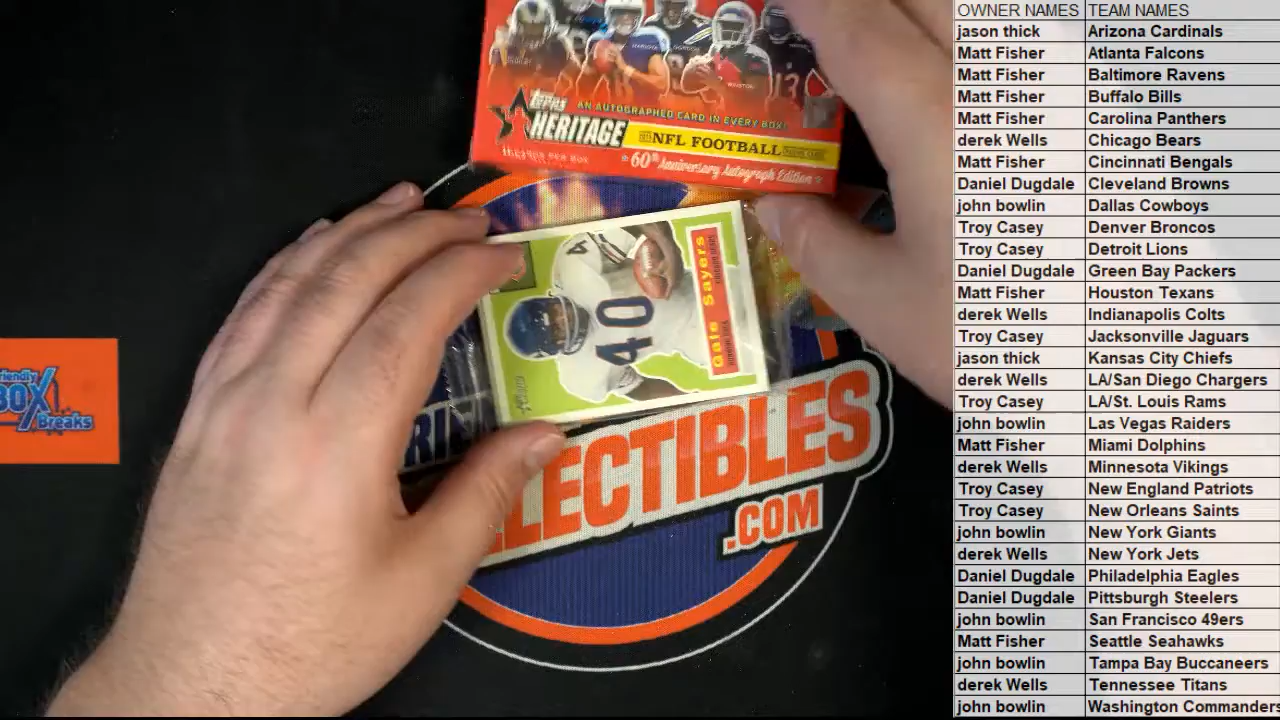 AN AUTOGRAPHED CARD IN EVERY BOX!
Topps
HERITAGE
NFL FOOTBALL
60th Anniversary Autograph Edition
Gale Sayers
40
4
riendly
BOX
Breaks
LLECTIBLES
.COM
OWNER NAMES TEAM NAMES
jason thick Arizona Cardinals
Matt Fisher Atlanta Falcons
Matt Fisher Baltimore Ravens
Matt Fisher Buffalo Bills
Matt Fisher Carolina Panthers
derek Wells Chicago Bears
Matt Fisher Cincinnati Bengals
Daniel Dugdale Cleveland Browns
john bowlin Dallas Cowboys
Troy Casey Denver Broncos
Troy Casey Detroit Lions
Daniel Dugdale Green Bay Packers
Matt Fisher Houston Texans
derek Wells Indianapolis Colts
Troy Casey Jacksonville Jaguars
jason thick Kansas City Chiefs
derek Wells LA/San Diego Chargers
Troy Casey LA/St. Louis Rams
john bowlin Las Vegas Raiders
Matt Fisher Miami Dolphins
derek Wells Minnesota Vikings
Troy Casey New England Patriots
Troy Casey New Orleans Saints
john bowlin New York Giants
derek Wells New York Jets
Daniel Dugdale Philadelphia Eagles
Daniel Dugdale Pittsburgh Steelers
john bowlin San Francisco 49ers
Matt Fisher Seattle Seahawks
john bowlin Tampa Bay Buccaneers
derek Wells Tennessee Titans
john bowlin Washington Commanders